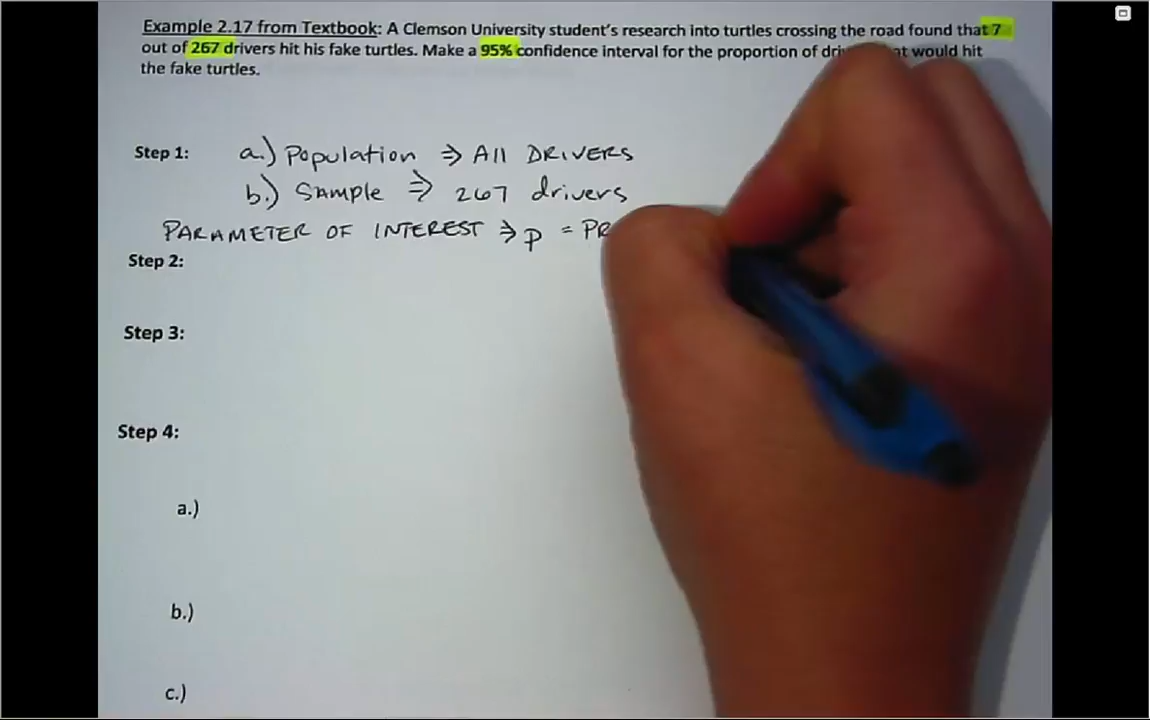 Example 2.17 from Textbook: A Clemson University student's research into turtles crossing the road found that 7
out of 267 drivers hit his fake turtles. Make a 95% confidence interval for the proportion of would hit
the fake turtles.
Step 1: a.) Population ⇒ All DRIVERS
b.) Sample ⇒ 267 drivers
PARAMETER OF INTEREST ⇒ p =
Step 2:
Step 3:
Step 4:
a.)
b.)
c.)